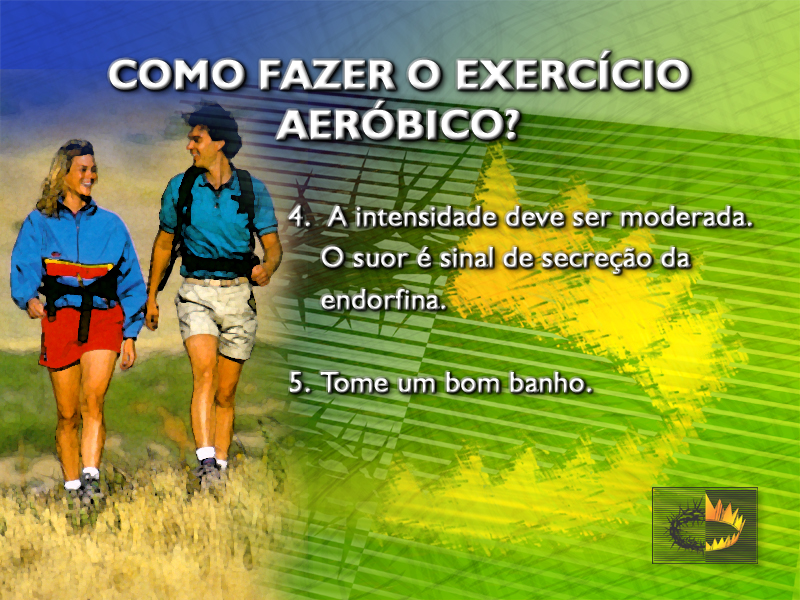 COMO FAZER O EXERCÍCIO
AERÓBICO?
4. A intensidade deve ser moderada.
O suor é sinal de secreção da
endorfina.
5. Tome um bom banho.